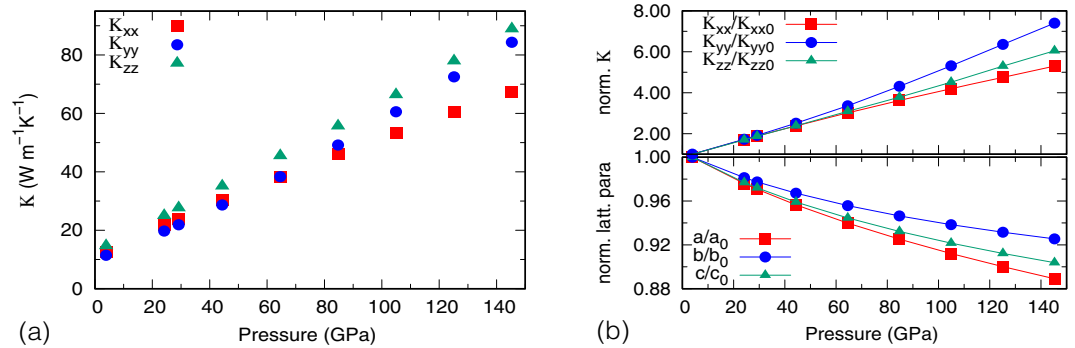 K (W m⁻¹K⁻¹)
80
60
40
20
0
Kxx
Kyy
Kzz
0 20 40 60 80 100 120 140
Pressure (GPa)
(a)
norm. K
8.00
6.00
4.00
2.00
Kxx/Kxx0
Kyy/Kyy0
Kzz/Kzz0
norm. latt. para
1.00
0.96
0.92
0.88
a/a0
b/b0
c/c0
0 20 40 60 80 100 120 140
Pressure (GPa)
(b)